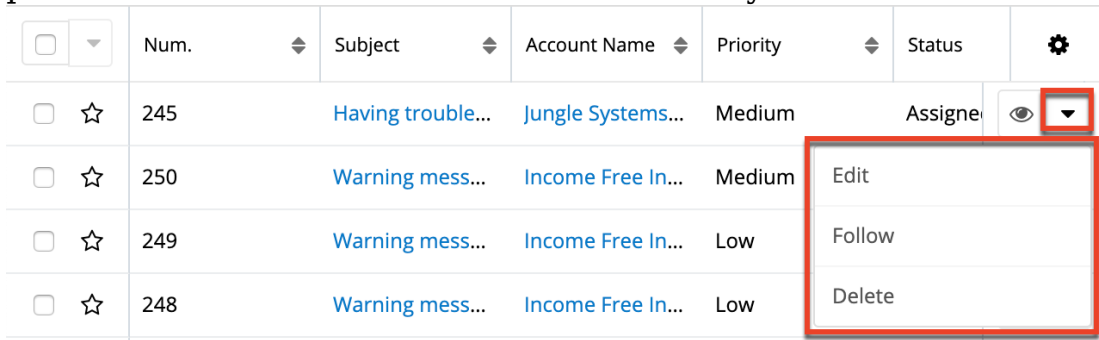 Num. Subject Account Name Priority Status
245 Having trouble... Jungle Systems... Medium Assigne
250 Warning mess... Income Free In... Medium Edit
249 Warning mess... Income Free In... Low Follow
248 Warning mess... Income Free In... Low Delete